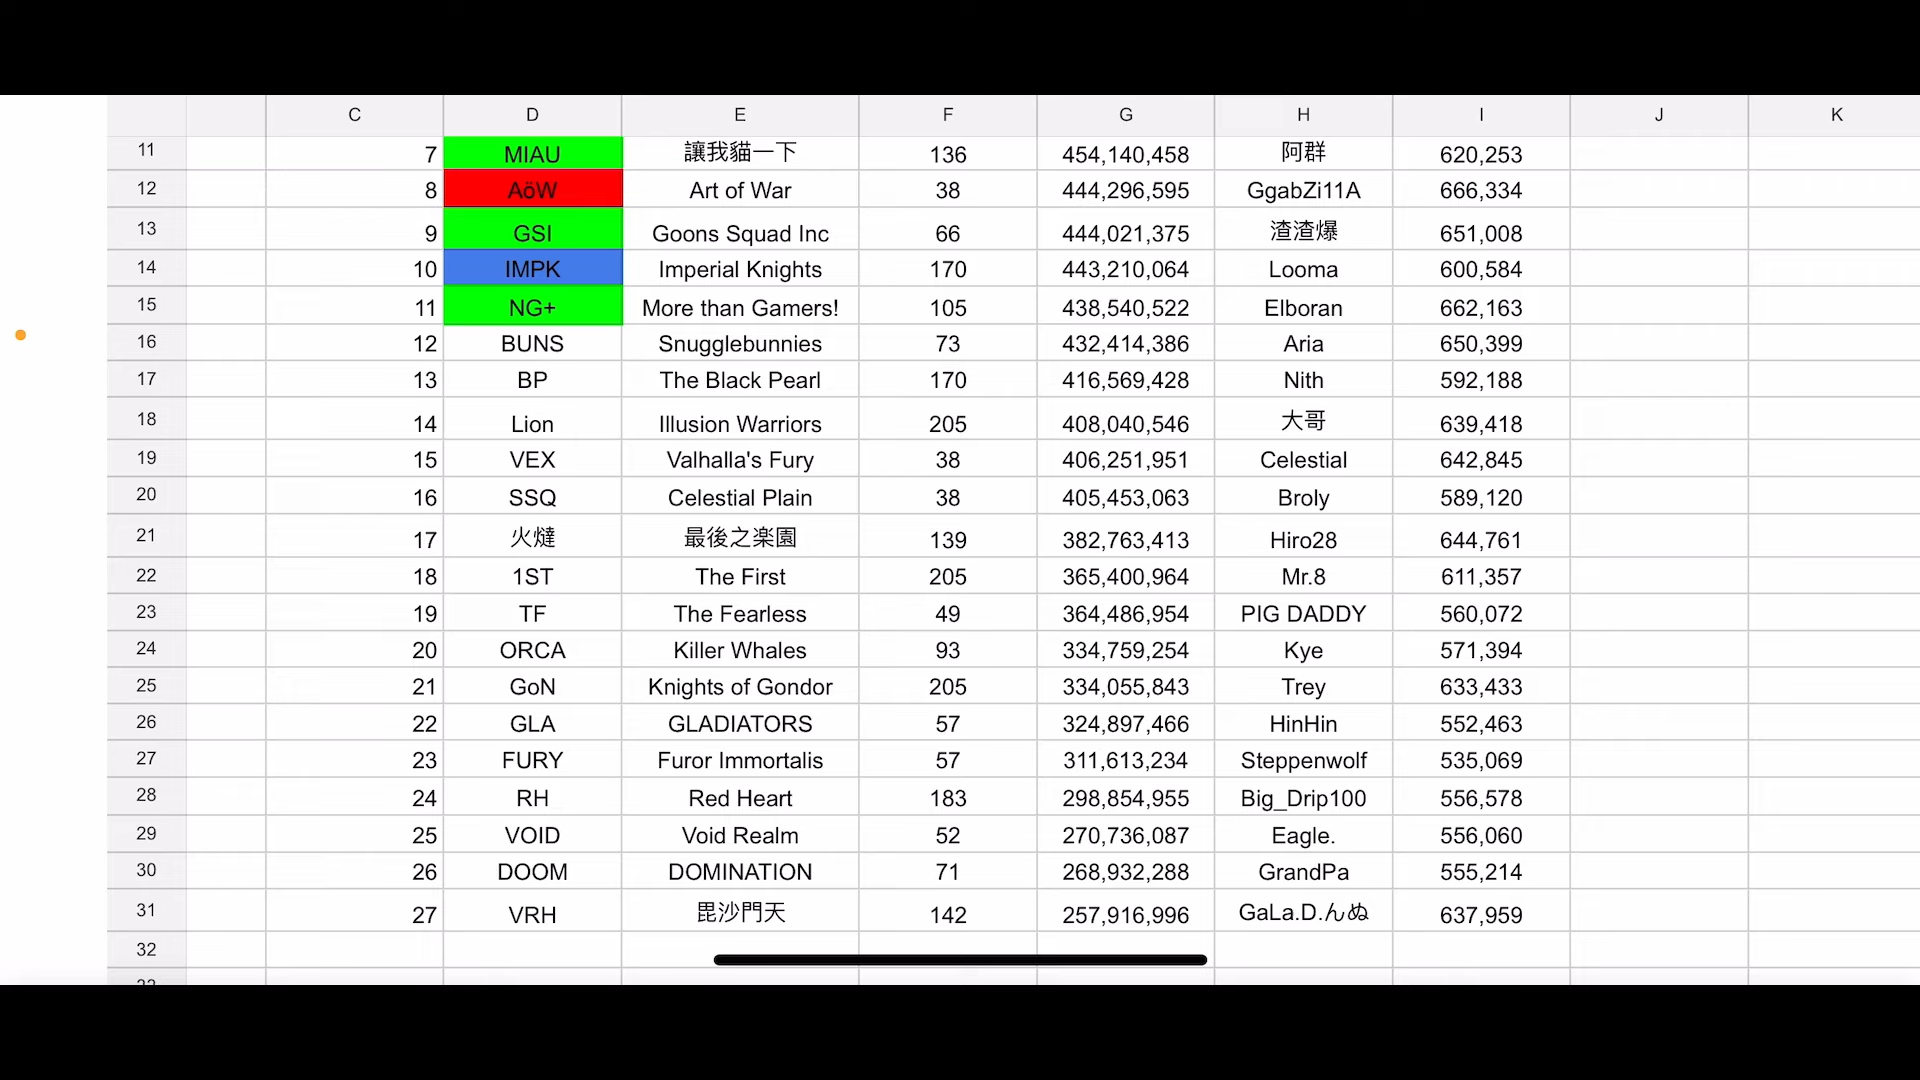 C D E F G H I J K
11 7 MIAU 讓我貓一下 136 454,140,458 阿群 620,253
12 8 AöW Art of War 38 444,296,595 GgabZi11A 666,334
13 9 GSI Goons Squad Inc 66 444,021,375 渣渣爆 651,008
14 10 IMPK Imperial Knights 170 443,210,064 Looma 600,584
15 11 NG+ More than Gamers! 105 438,540,522 Elboran 662,163
16 12 BUNS Snugglebunnies 73 432,414,386 Aria 650,399
17 13 BP The Black Pearl 170 416,569,428 Nith 592,188
18 14 Lion Illusion Warriors 205 408,040,546 大哥 639,418
19 15 VEX Valhalla's Fury 38 406,251,951 Celestial 642,845
20 16 SSQ Celestial Plain 38 405,453,063 Broly 589,120
21 17 火燵 最後之楽園 139 382,763,413 Hiro28 644,761
22 18 1ST The First 205 365,400,964 Mr.8 611,357
23 19 TF The Fearless 49 364,486,954 PIG DADDY 560,072
24 20 ORCA Killer Whales 93 334,759,254 Kye 571,394
25 21 GoN Knights of Gondor 205 334,055,843 Trey 633,433
26 22 GLA GLADIATORS 57 324,897,466 HinHin 552,463
27 23 FURY Furor Immortalis 57 311,613,234 Steppenwolf 535,069
28 24 RH Red Heart 183 298,854,955 Big_Drip100 556,578
29 25 VOID Void Realm 52 270,736,087 Eagle. 556,060
30 26 DOOM DOMINATION 71 268,932,288 GrandPa 555,214
31 27 VRH 毘沙門天 142 257,916,996 GaLa.D.んぬ 637,959
32